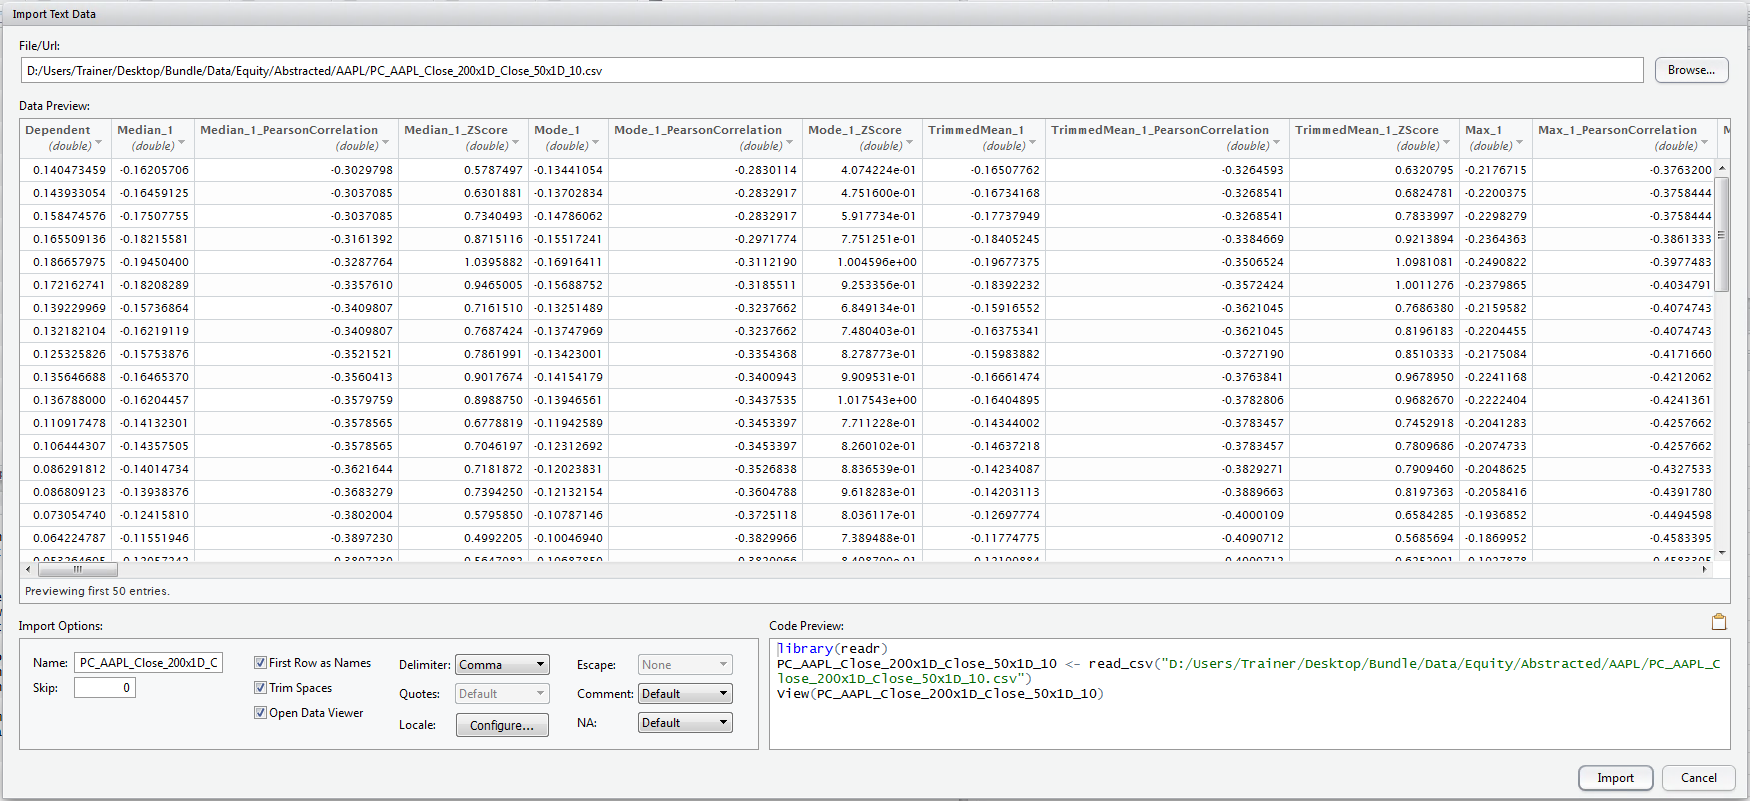 Import Text Data
File/Url:
D:/Users/Trainer/Desktop/Bundle/Data/Equity/Abstracted/AAPL/PC_AAPL_Close_200x1D_Close_50x1D_10.csv
Browse...
Data Preview:
Dependent Median_1 Median_1_PearsonCorrelation Median_1_ZScore Mode_1 Mode_1_PearsonCorrelation Mode_1_ZScore TrimmedMean_1 TrimmedMean_1_PearsonCorrelation TrimmedMean_1_ZScore Max_1 Max_1_PearsonCorrelation
(double) (double) (double) (double) (double) (double) (double) (double) (double) (double) (double) (double)
0.140473459 -0.16205706 -0.3029798 0.5787497 -0.13441054 -0.2830114 4.074224e-01 -0.16507762 -0.3264593 0.6320795 -0.2176715 -0.3763200
0.143933054 -0.16459125 -0.3037085 0.6301881 -0.13702834 -0.2832917 4.751600e-01 -0.16734168 -0.3268541 0.6824781 -0.2200375 -0.3758444
0.158474576 -0.17507755 -0.3037085 0.7340493 -0.14786062 -0.2832917 5.917734e-01 -0.17737949 -0.3268541 0.7833997 -0.2298279 -0.3758444
0.165509136 -0.18215581 -0.3161392 0.8715116 -0.15517241 -0.2971774 7.751251e-01 -0.18405245 -0.3384669 0.9213894 -0.2364363 -0.3861333
0.186657975 -0.19450400 -0.3287764 1.0395882 -0.16916411 -0.3112190 1.004596e+00 -0.19677375 -0.3506524 1.0981081 -0.2490822 -0.3977483
0.172162741 -0.18208289 -0.3357610 0.9465005 -0.15688752 -0.3185511 9.253356e-01 -0.18392232 -0.3572424 1.0011276 -0.2379865 -0.4034791
0.139229969 -0.15736864 -0.3409807 0.7161510 -0.13251489 -0.3237662 6.849134e-01 -0.15916552 -0.3621045 0.7686380 -0.2159582 -0.4074743
0.132182104 -0.16219119 -0.3409807 0.7687424 -0.13747969 -0.3237662 7.480403e-01 -0.16375341 -0.3621045 0.8196183 -0.2204455 -0.4074743
0.125325826 -0.15753876 -0.3521521 0.7861991 -0.13423001 -0.3354368 8.278773e-01 -0.15983882 -0.3727190 0.8510333 -0.2175084 -0.4171660
0.135646688 -0.16465370 -0.3560413 0.9017674 -0.14154179 -0.3400943 9.909531e-01 -0.16661474 -0.3763841 0.9678950 -0.2241168 -0.4212062
0.136788000 -0.16204457 -0.3579759 0.8988750 -0.13946561 -0.3437535 1.017543e+00 -0.16404895 -0.3782806 0.9682670 -0.2222404 -0.4241361
0.110917478 -0.14132301 -0.3578565 0.6778819 -0.11942589 -0.3453397 7.711228e-01 -0.14344002 -0.3783457 0.7452918 -0.2041283 -0.4257662
0.106444307 -0.14357505 -0.3578565 0.7046197 -0.12312692 -0.3453397 8.260102e-01 -0.14637218 -0.3783457 0.7809686 -0.2074733 -0.4257662
0.086291812 -0.14014734 -0.3621644 0.7181872 -0.12023831 -0.3526838 8.836539e-01 -0.14234087 -0.3829271 0.7909460 -0.2048625 -0.4327533
0.086809123 -0.13938376 -0.3683279 0.7394250 -0.12132154 -0.3604788 9.618283e-01 -0.14203113 -0.3889663 0.8197363 -0.2058416 -0.4391780
0.073054740 -0.12415810 -0.3802004 0.5795850 -0.10787146 -0.3725118 8.036117e-01 -0.12697774 -0.4000109 0.6584285 -0.1936852 -0.4494598
0.064224787 -0.11551946 -0.3897230 0.4992205 -0.10046940 -0.3829966 7.389488e-01 -0.11774775 -0.4090712 0.5685694 -0.1869952 -0.4583395
Previewing first 50 entries.
Import Options:
Name: PC_AAPL_Close_200x1D_C
Skip: 0
First Row as Names
Trim Spaces
Open Data Viewer
Delimiter: Comma
Quotes: Default
Locale: Configure...
Escape: None
Comment: Default
NA: Default
Code Preview:
library(readr)
PC_AAPL_Close_200x1D_Close_50x1D_10 <- read_csv("D:/Users/Trainer/Desktop/Bundle/Data/Equity/Abstracted/AAPL/PC_AAPL_C
lose_200x1D_Close_50x1D_10.csv")
View(PC_AAPL_Close_200x1D_Close_50x1D_10)
Import Cancel